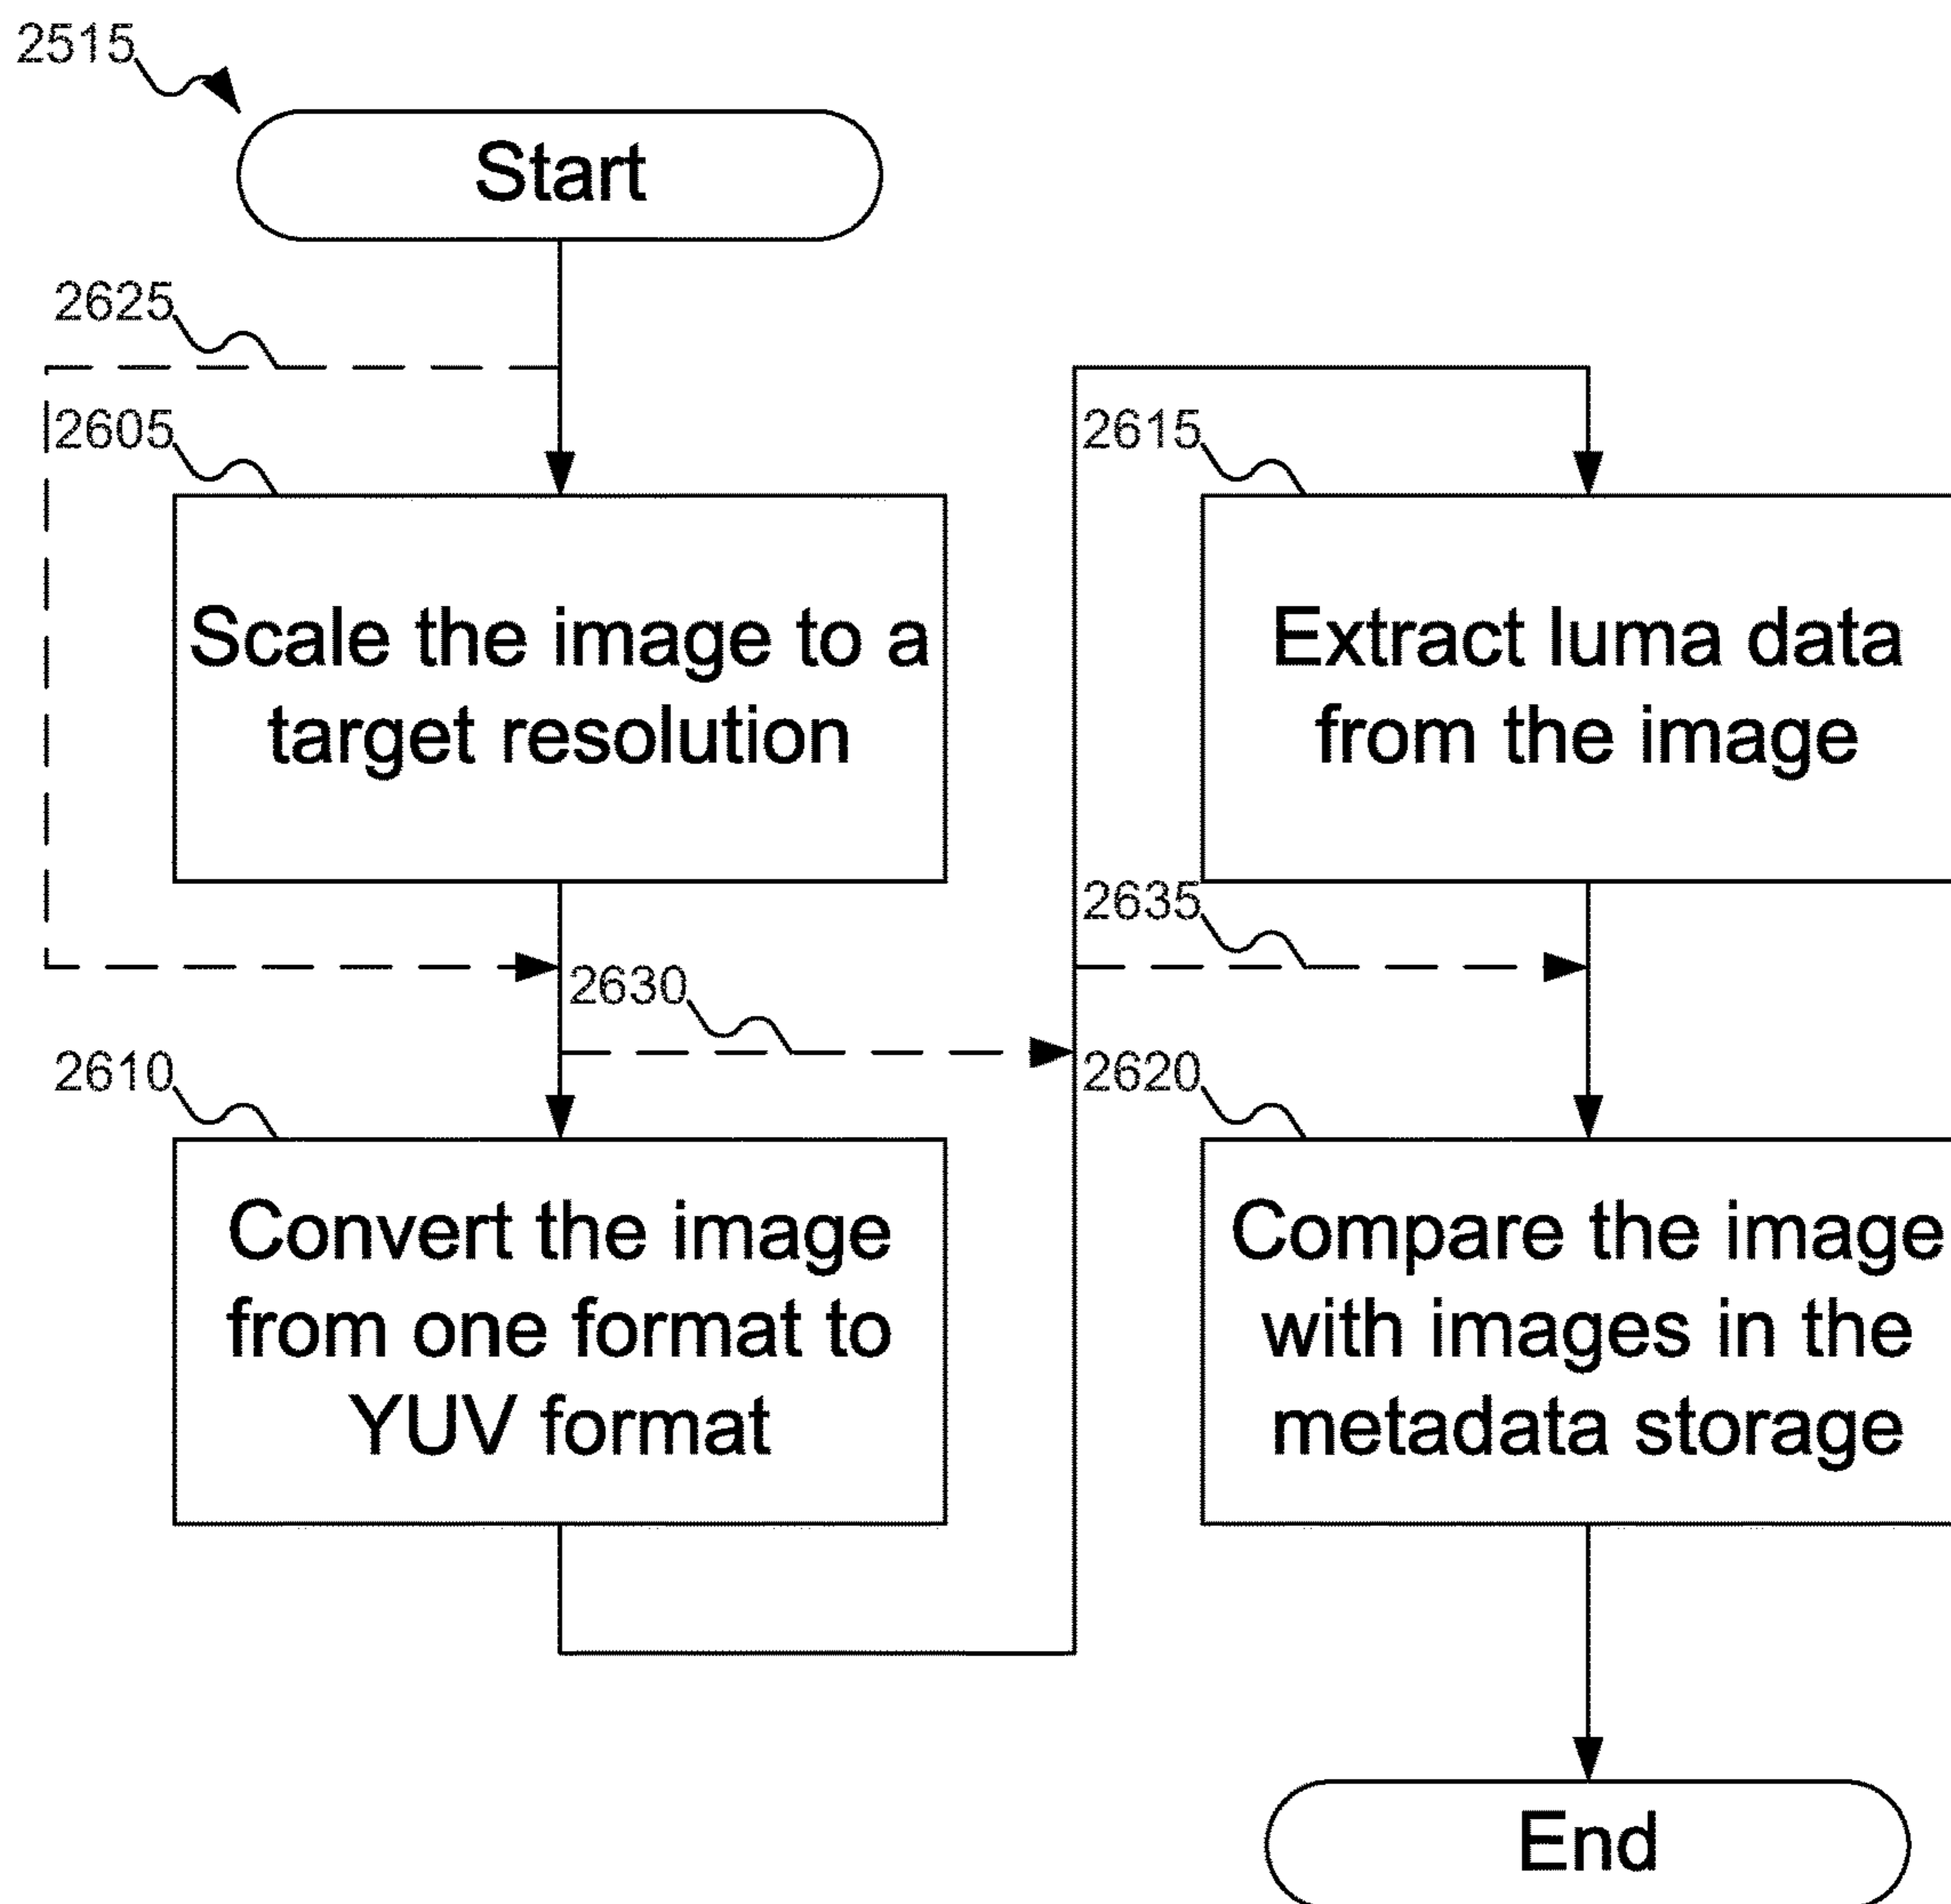 2515
Start
2625
2605
Scale the image to a
target resolution
2630
2610
Convert the image
from one format to
YUV format
2615
Extract luma data
from the image
2635
2620
Compare the image
with images in the
metadata storage
End